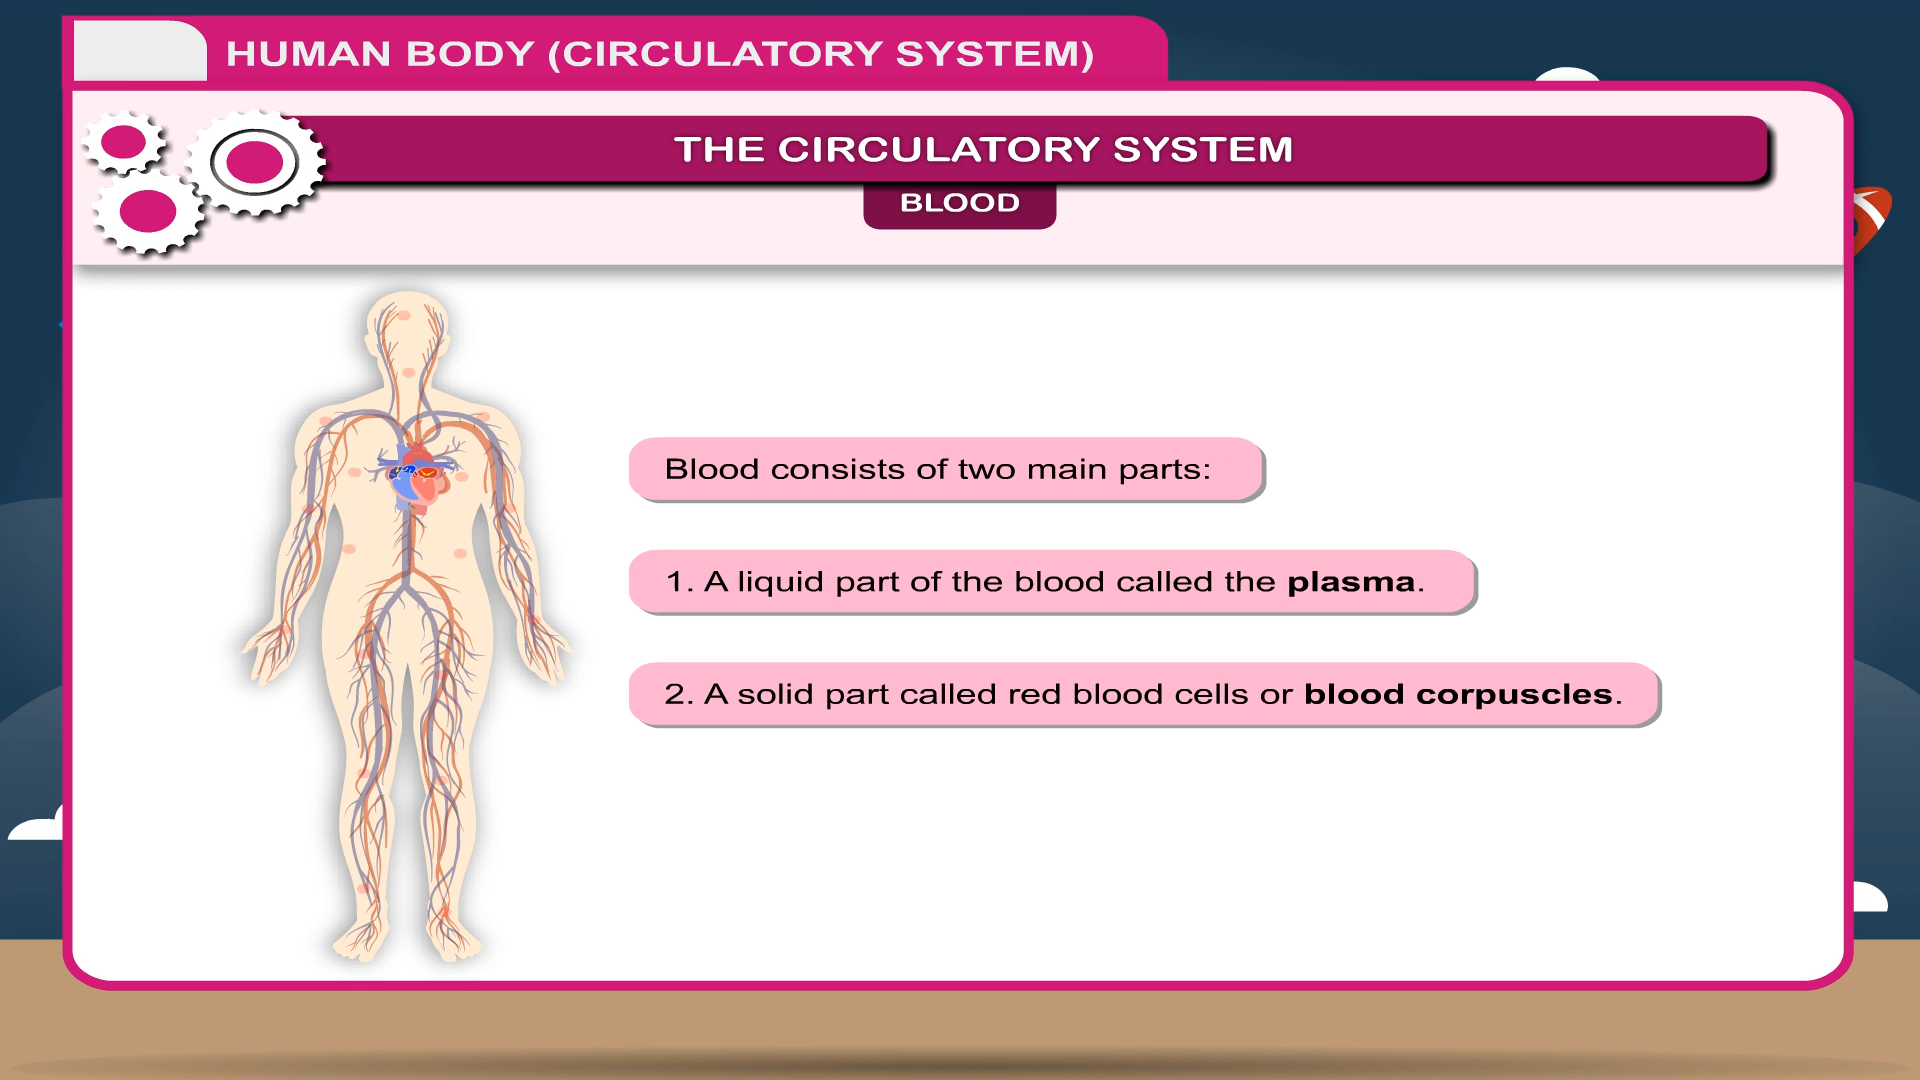 HUMAN BODY (CIRCULATORY SYSTEM)
THE CIRCULATORY SYSTEM
BLOOD
Blood consists of two main parts:
1. A liquid part of the blood called the plasma.
2. A solid part called red blood cells or blood corpuscles.